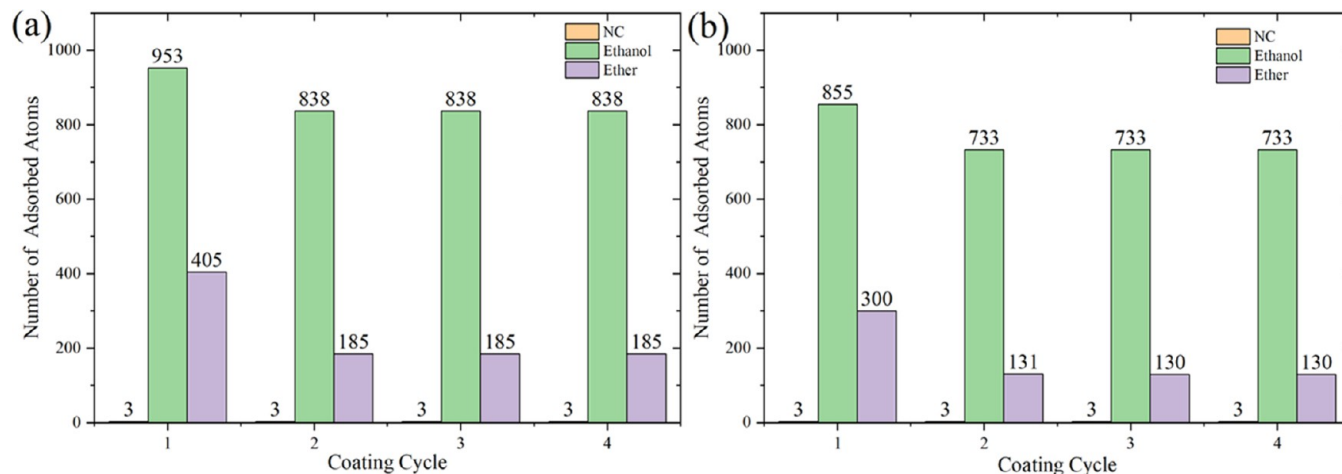 (a)
NC
Ethanol
Ether
Number of Adsorbed Atoms
1000
800
600
400
200
0
3 953 405
3 838 185
3 838 185
3 838 185
1 2 3 4
Coating Cycle
(b)
NC
Ethanol
Ether
Number of Adsorbed Atoms
1000
800
600
400
200
0
3 855 300
3 733 131
3 733 130
3 733 130
1 2 3 4
Coating Cycle